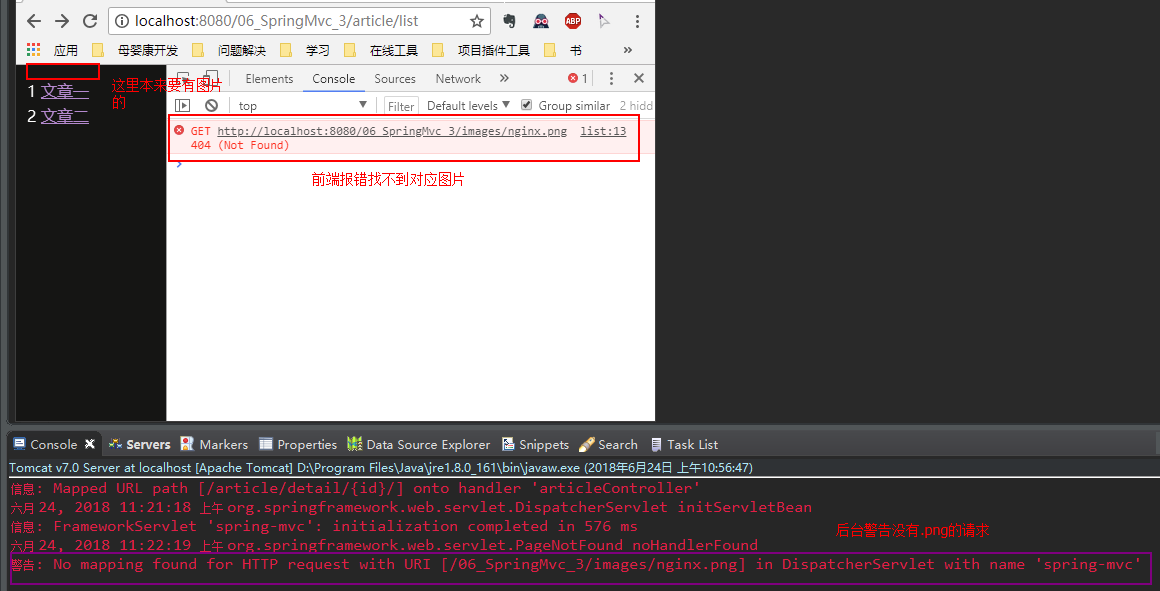 localhost:8080/06_SpringMvc_3/article/list
ABP
应用 母婴康开发 问题解决 学习 在线工具 项目插件工具 书 »
1 文章一
2 文章二
这里本来要有图片
的
Elements Console Sources Network » 1
top Filter Default levels Group similar 2 hidd
GET http://localhost:8080/06_SpringMvc_3/images/nginx.png list:13
404 (Not Found)
前端报错找不到对应图片
Console Servers Markers Properties Data Source Explorer Snippets Search Task List
Tomcat v7.0 Server at localhost [Apache Tomcat] D:\Program Files\Java\jre1.8.0_161\bin\javaw.exe (2018年6月24日 上午10:56:47)
信息: Mapped URL path [/article/detail/{id}/] onto handler 'articleController'
六月 24, 2018 11:21:18 上午 org.springframework.web.servlet.DispatcherServlet initServletBean
信息: FrameworkServlet 'spring-mvc': initialization completed in 576 ms
后台警告没有.png的请求
六月 24, 2018 11:22:19 上午 org.springframework.web.servlet.PageNotFound noHandlerFound
警告: No mapping found for HTTP request with URI [/06_SpringMvc_3/images/nginx.png] in DispatcherServlet with name 'spring-mvc'